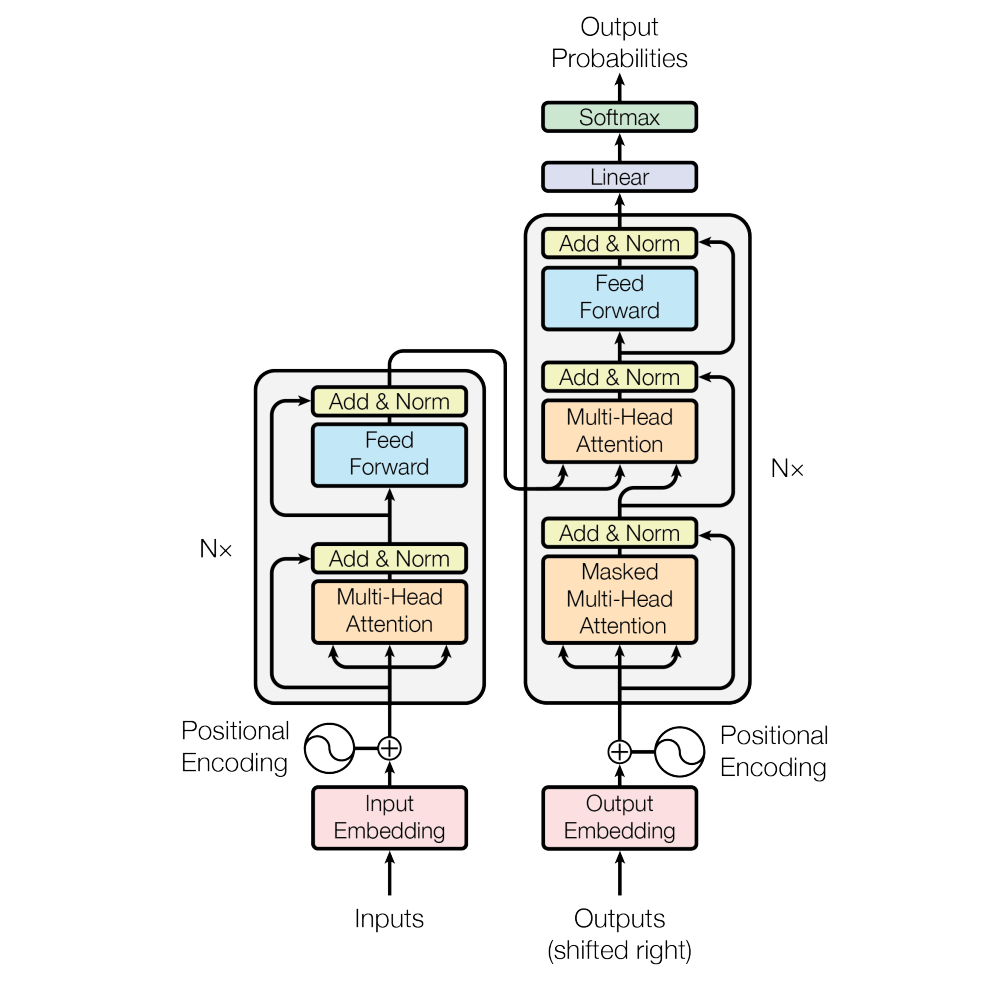 Output
Probabilities
Softmax
Linear
Add & Norm
Feed
Forward
Add & Norm
Multi-Head
Attention
Add & Norm
Masked
Multi-Head
Attention
N×
Add & Norm
Feed
Forward
Add & Norm
Multi-Head
Attention
N×
Positional
Encoding
Positional
Encoding
Input
Embedding
Output
Embedding
Inputs
Outputs
(shifted right)